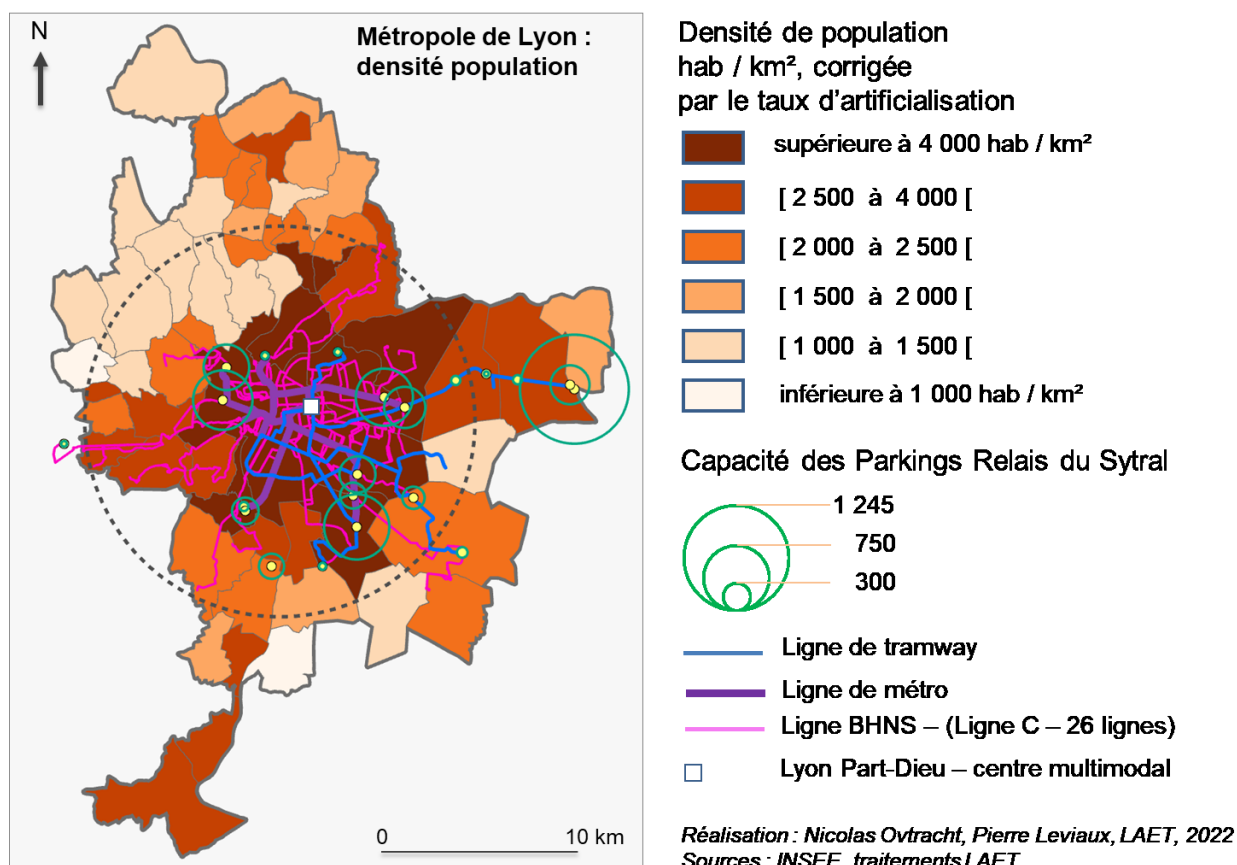 N
Métropole de Lyon :
densité population
0
10 km
Densité de population
hab / km², corrigée
par le taux d'artificialisation
supérieure à 4 000 hab / km²
[ 2 500 à 4 000 [
[ 2 000 à 2 500 [
[ 1 500 à 2 000 [
[ 1 000 à 1 500 [
inférieure à 1 000 hab / km²
Capacité des Parkings Relais du Sytral
1 245
750
300
Ligne de tramway
Ligne de métro
Ligne BHNS – (Ligne C – 26 lignes)
Lyon Part-Dieu – centre multimodal
Réalisation : Nicolas Ovtracht, Pierre Leviaux, LAET, 2022
Sources : INSEE, traitements LAET